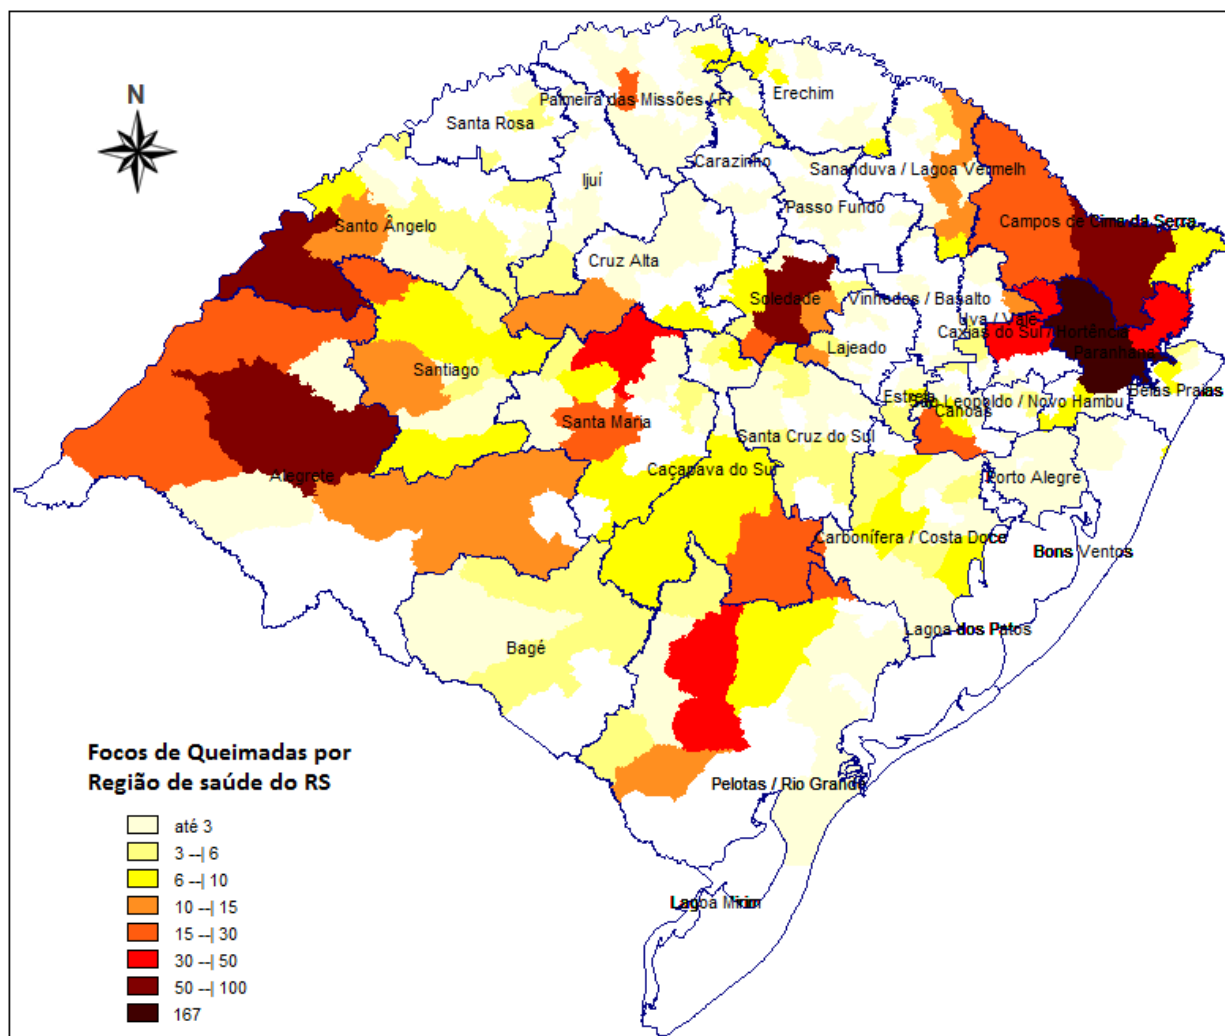 N
Palmeira das Missões / Fr
Erechim
Santa Rosa
Carazinho
Ijuí
Sananduva / Lagoa Vermelh
Passo Fundo
Santo Ângelo
Campos de Cima da Serra
Cruz Alta
Soledade
Vinhedos / Basalto
Uva / Vale
Caxias do Sul / Hortência
Lajeado
Paranhana
Santiago
Belas Praias
Estrela
São Leopoldo / Novo Hambu
Canoas
Santa Maria
Santa Cruz do Sul
Caçapava do Sul
Alegrete
Porto Alegre
Carbonífera / Costa Doce
Bons Ventos
Lagoa dos Patos
Bagé
Focos de Queimadas por
Região de saúde do RS
Pelotas / Rio Grande
até 3
3 --| 6
6 --| 10
10 --| 15
15 --| 30
30 --| 50
50 --| 100
167
Lagoa Mirim